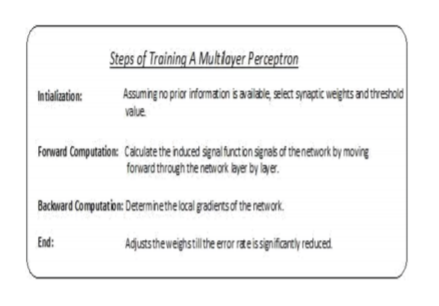 Steps of Training A Multilayer Perceptron
Intialization: Assuming no prior information is available, select synaptic weights and threshold
value.
Forward Computation: Calculate the induced signal function signals of the network by moving
forward through the network layer by layer.
Backward Computation: Determine the local gradients of the network.
End: Adjusts the weighs till the error rate is significantly reduced.